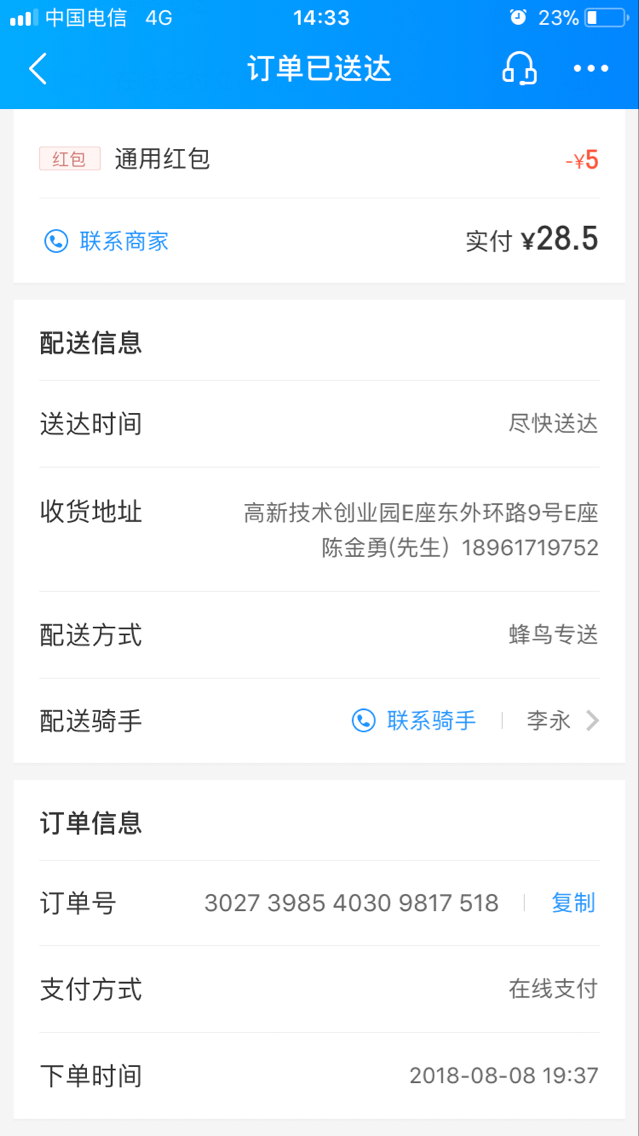 中国电信 4G 14:33 23%
订单已送达
红包 通用红包 -¥5
联系商家 实付 ¥28.5
配送信息
送达时间 尽快送达
收货地址 高新技术创业园E座东外环路9号E座
陈金勇(先生) 18961719752
配送方式 蜂鸟专送
配送骑手 联系骑手 李永
订单信息
订单号 3027 3985 4030 9817 518 复制
支付方式 在线支付
下单时间 2018-08-08 19:37